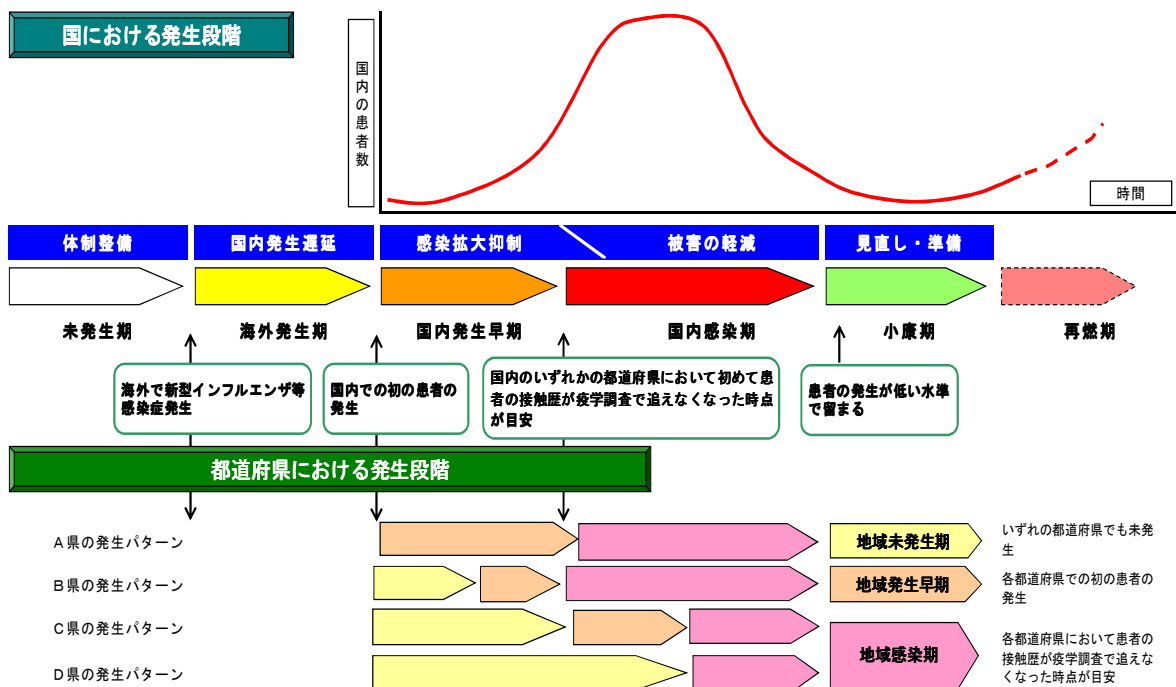 国における発生段階
国内の患者数
時間
体制整備
国内発生遅延
感染拡大抑制
被害の軽減
見直し・準備
未発生期
海外発生期
国内発生早期
国内感染期
小康期
再燃期
海外で新型インフルエンザ等
感染症発生
国内での初の患者の
発生
国内のいずれかの都道府県において初めて患
者の接触歴が疫学調査で追えなくなった時点
が目安
患者の発生が低い水準
で留まる
都道府県における発生段階
A県の発生パターン
地域未発生期
いずれの都道府県でも未発
生
B県の発生パターン
地域発生早期
各都道府県での初の患者の
発生
C県の発生パターン
地域感染期
各都道府県において患者の
接触歴が疫学調査で追えな
くなった時点が目安
D県の発生パターン